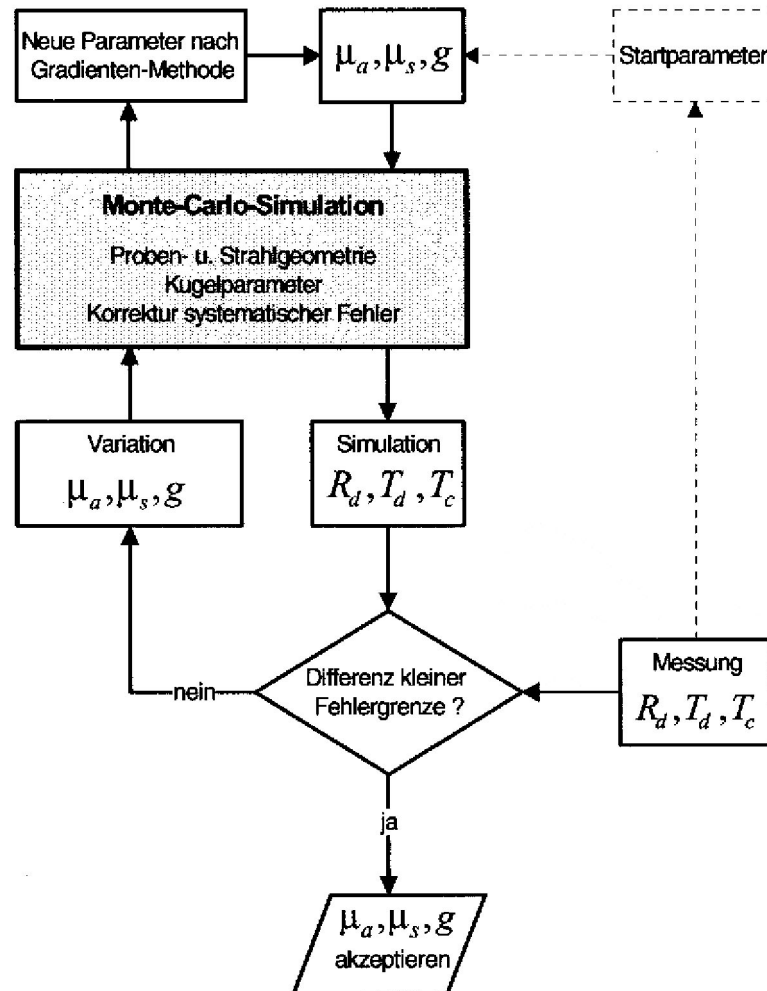 Neue Parameter nach
Gradienten-Methode
μa,μs,g
Startparameter
Monte-Carlo-Simulation
Proben- u. Strahlgeometrie
Kugelparameter
Korrektur systematischer Fehler
Variation
μa,μs,g
Simulation
Rd,Td,Tc
Differenz kleiner
Fehlergrenze ?
nein
Messung
Rd,Td,Tc
ja
μa,μs,g
akzeptieren